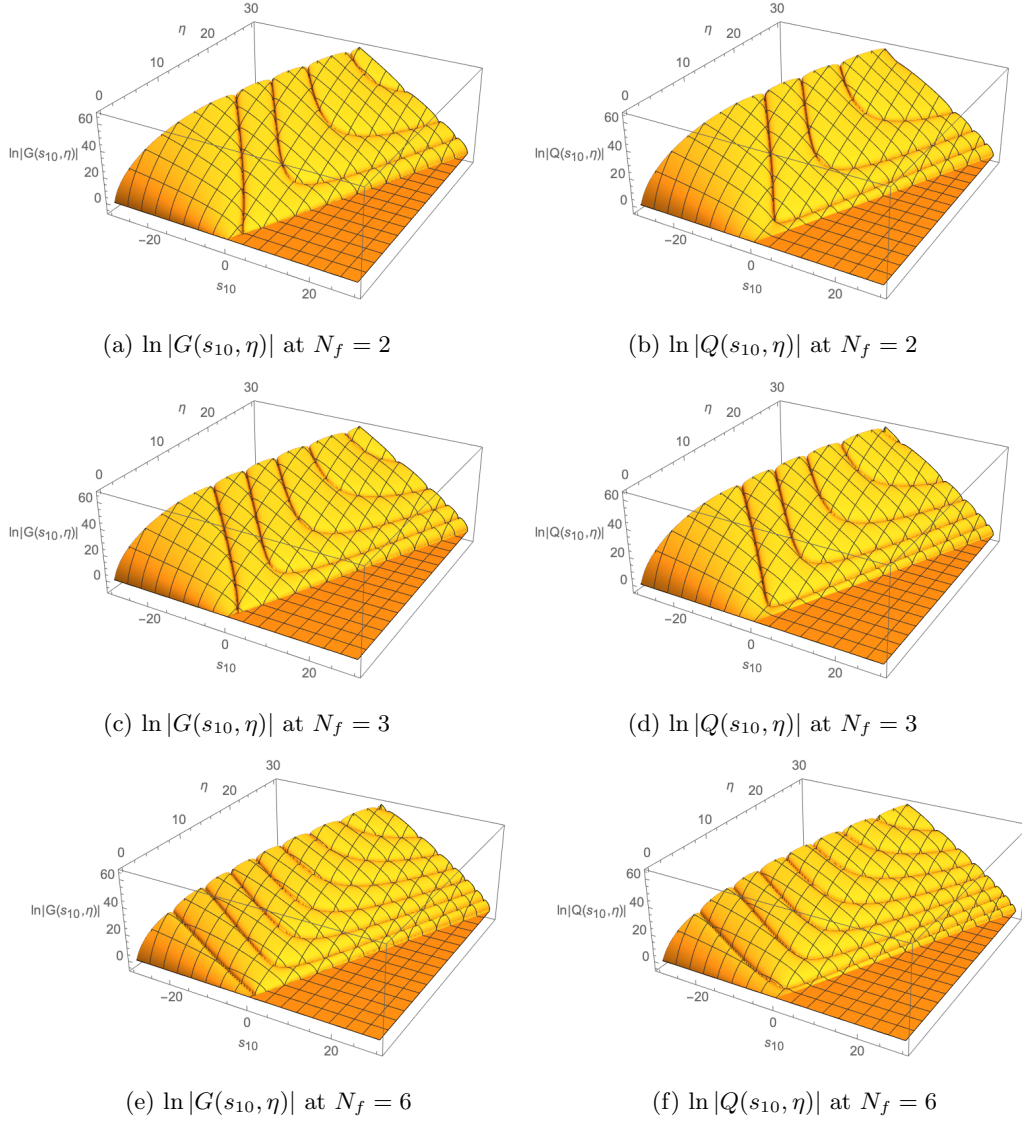 30
η
20
10
0
60
40
ln|G(s10,η)|
20
0
−20
0
s10
20
30
η
20
10
0
60
40
ln|Q(s10,η)|
20
0
−20
0
s10
20
(a) ln |G(s10, η)| at Nf = 2
(b) ln |Q(s10, η)| at Nf = 2
30
η
20
10
0
60
40
ln|G(s10,η)|
20
0
−20
0
s10
20
30
η
20
10
0
60
40
ln|Q(s10,η)|
20
0
−20
0
s10
20
(c) ln |G(s10, η)| at Nf = 3
(d) ln |Q(s10, η)| at Nf = 3
30
η
20
10
0
60
40
ln|G(s10,η)|
20
0
−20
0
s10
20
30
η
20
10
0
60
40
ln|Q(s10,η)|
20
0
−20
0
s10
20
(e) ln |G(s10, η)| at Nf = 6
(f) ln |Q(s10, η)| at Nf = 6